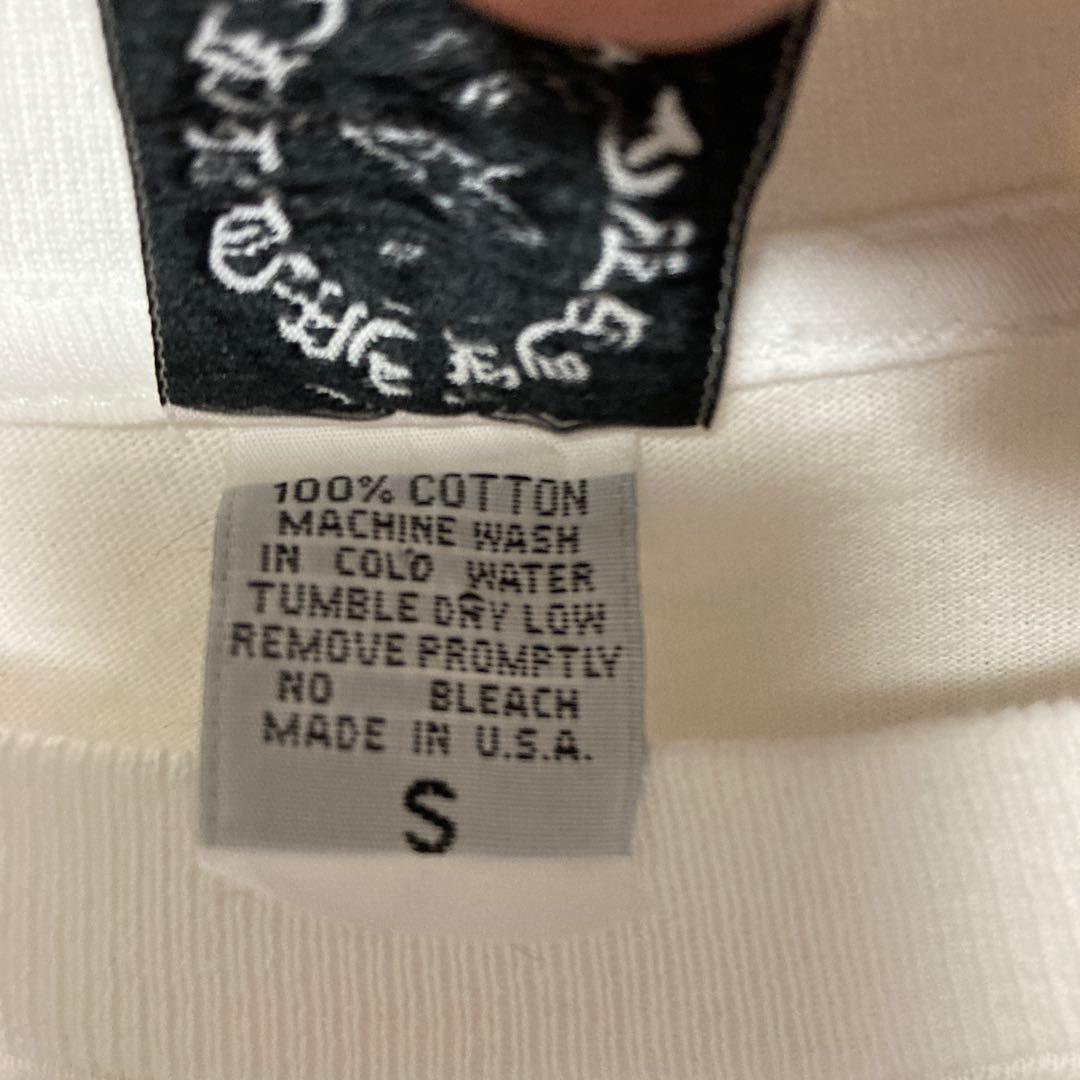 100% COTTON
MACHINE WASH
IN COLD WATER
TUMBLE DRY LOW
REMOVE PROMPTLY
NO BLEACH
MADE IN U.S.A.
S